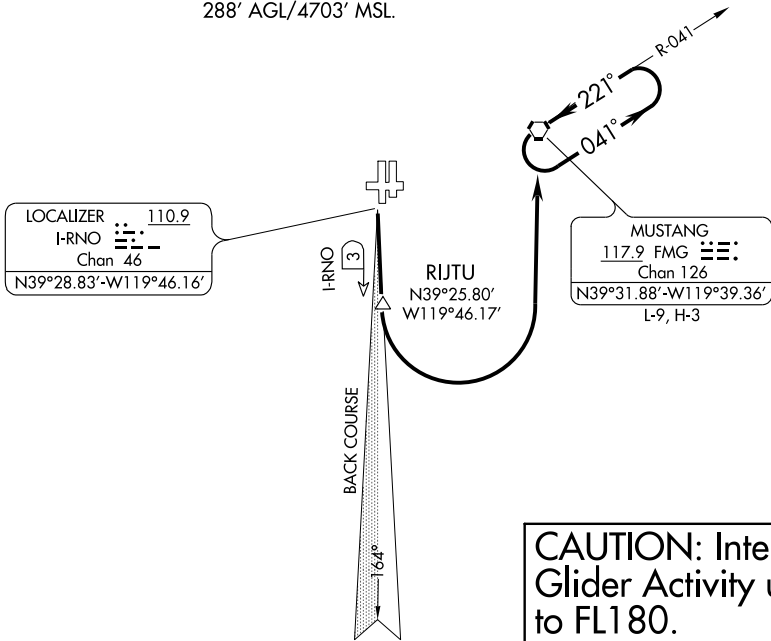 288' AGL/4703' MSL.
R-041
221°
041°
LOCALIZER 110.9
I-RNO
Chan 46
N39°28.83'-W119°46.16'
I-RNO
3
RIJTU
N39°25.80'
W119°46.17'
MUSTANG
117.9 FMG
Chan 126
N39°31.88'-W119°39.36'
L-9, H-3
BACK COURSE
164°
CAUTION: Inte
Glider Activity u
to FL180.